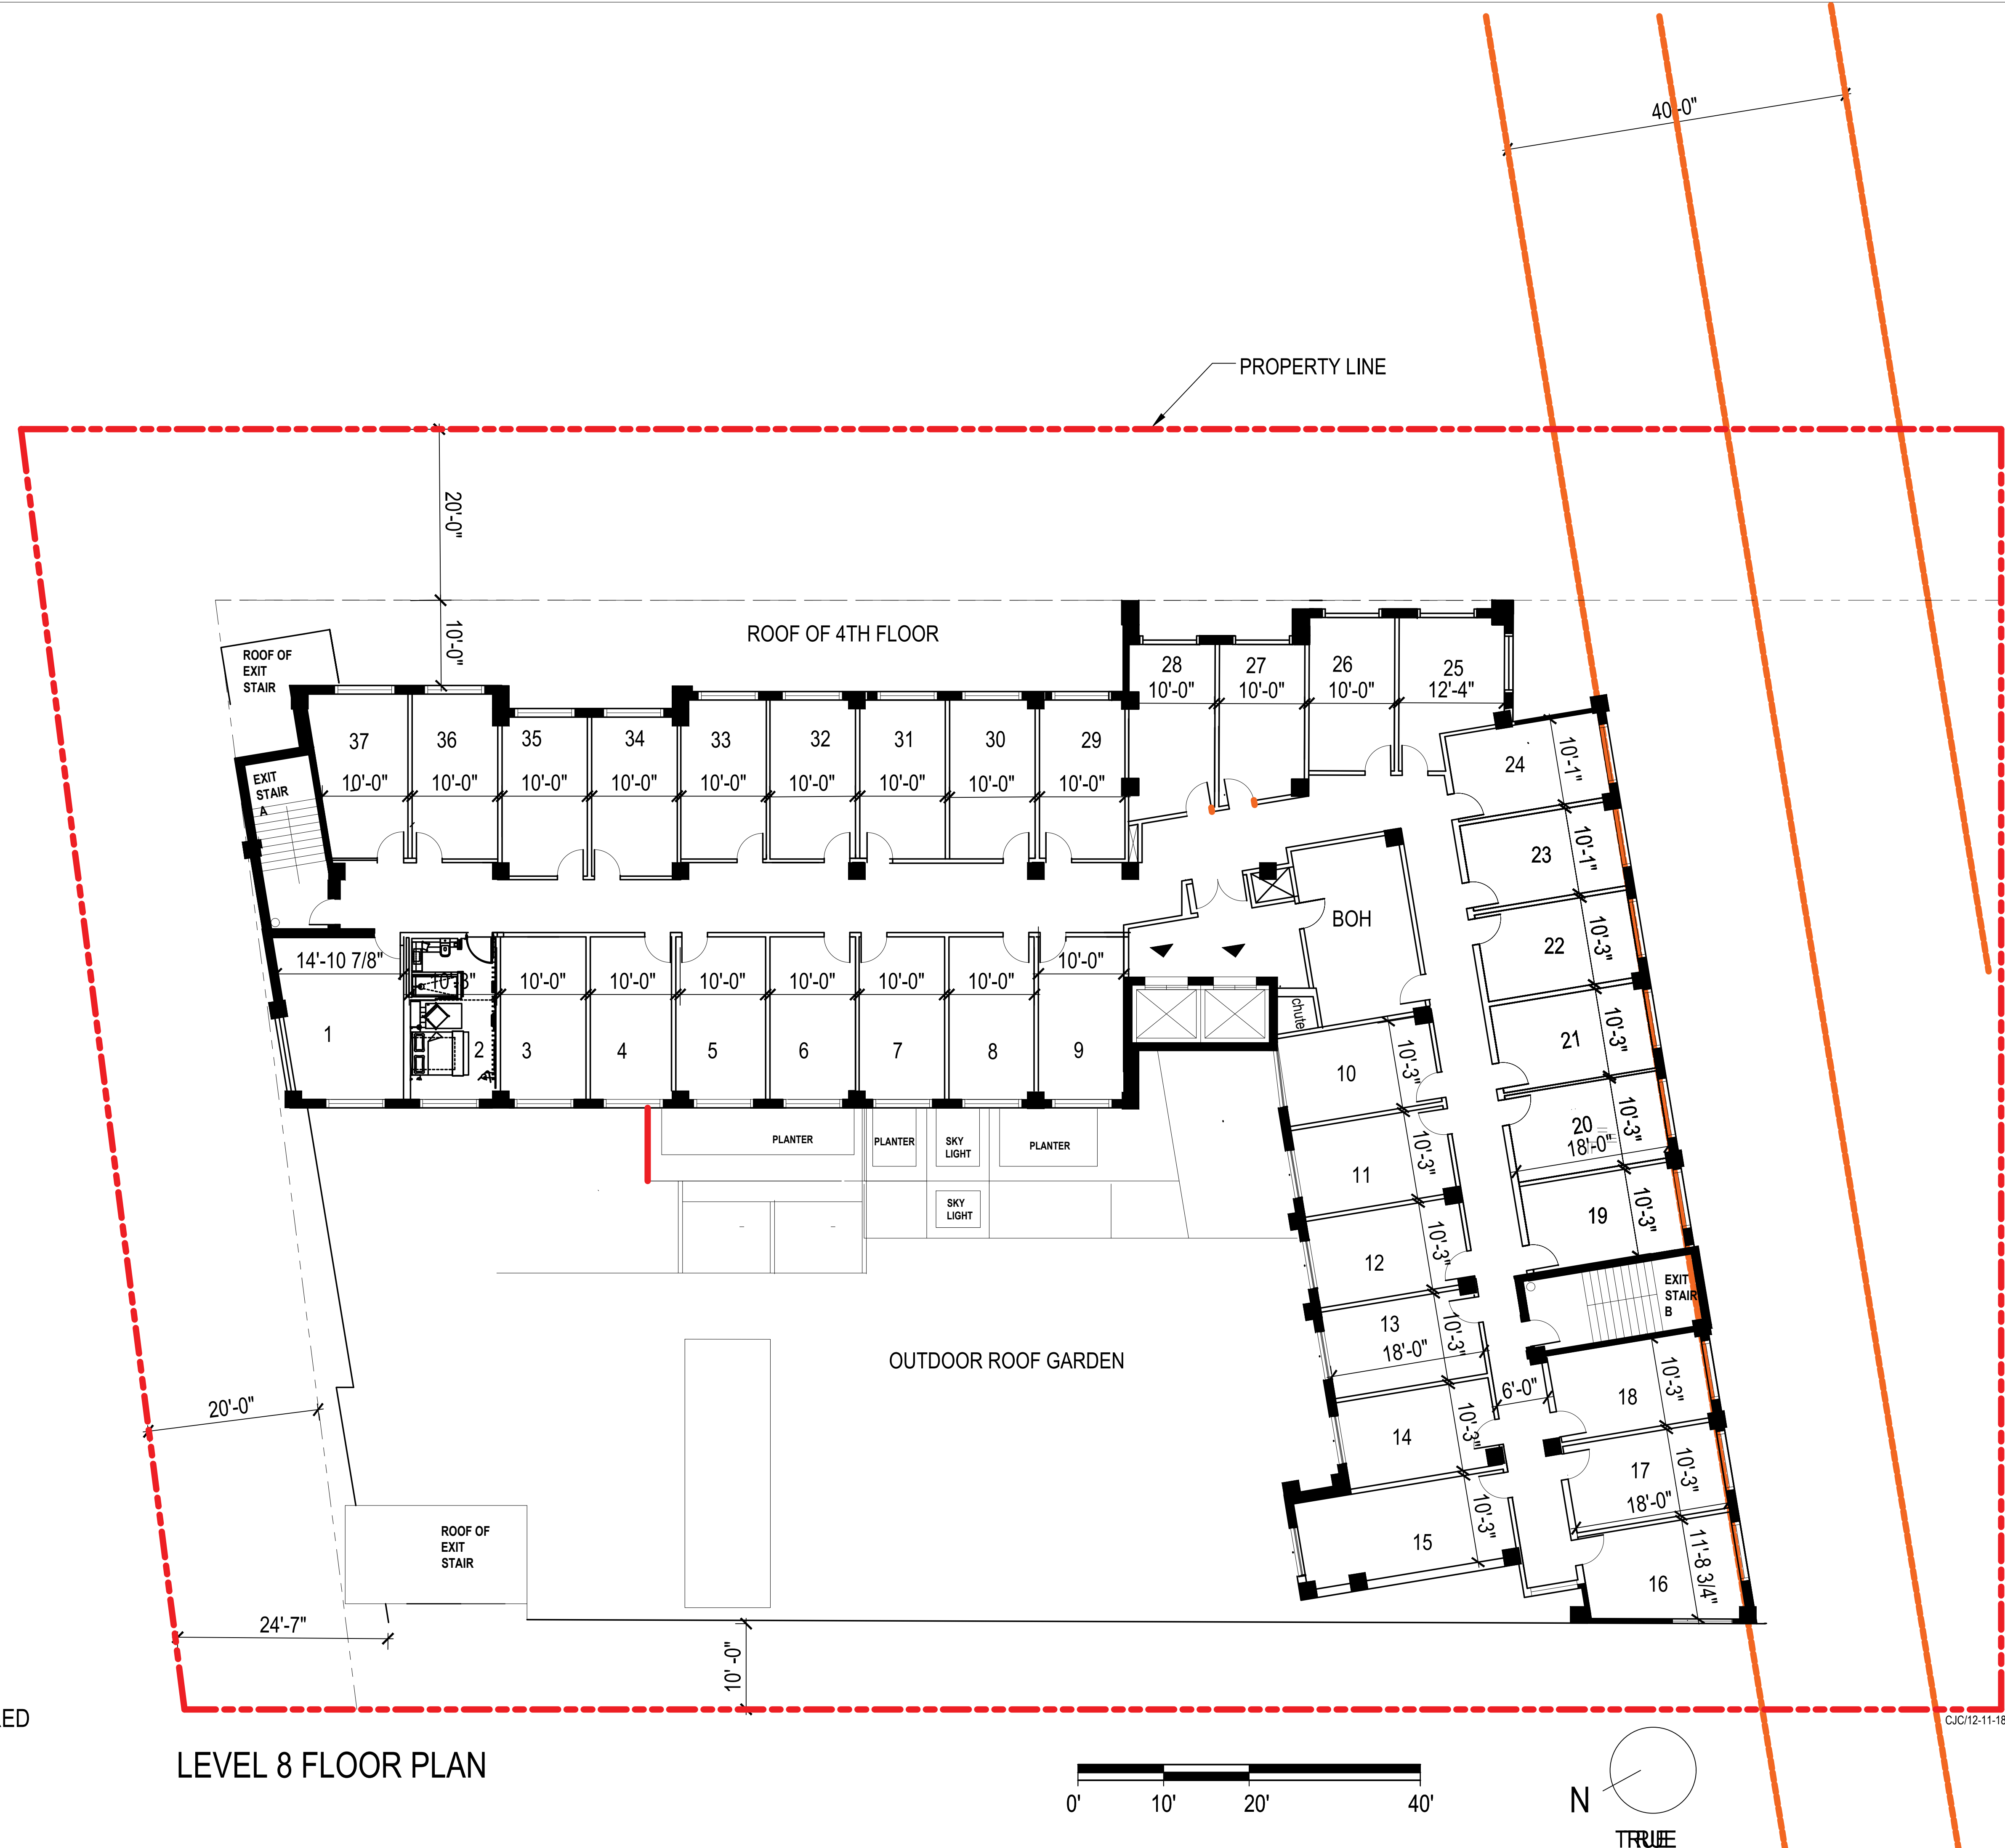 40'-0"
PROPERTY LINE
20'-0"
10'-0"
ROOF OF 4TH FLOOR
ROOF OF
EXIT
STAIR
28
10'-0"
27
10'-0"
26
10'-0"
25
12'-4"
37
10'-0"
36
10'-0"
35
10'-0"
34
10'-0"
33
10'-0"
32
10'-0"
31
10'-0"
30
10'-0"
29
10'-0"
EXIT
STAIR
A
24
10'-1"
23
10'-1"
22
10'-3"
21
10'-3"
20
10'-3"
18'-0"
19
10'-3"
BOH
chute
14'-10 7/8"
1
2
10'-0"
3
10'-0"
4
10'-0"
5
10'-0"
6
10'-0"
7
10'-0"
8
10'-0"
9
10
10'-3"
11
10'-3"
12
10'-3"
13
10'-3"
18'-0"
14
10'-3"
15
10'-3"
6'-0"
EXIT
STAIR
B
18
10'-3"
17
10'-3"
18'-0"
16
11'-8 3/4"
PLANTER
PLANTER
SKY
LIGHT
PLANTER
SKY
LIGHT
OUTDOOR ROOF GARDEN
20'-0"
ROOF OF
EXIT
STAIR
24'-7"
10'-0"
ED
CJC/12-11-18
LEVEL 8 FLOOR PLAN
0' 10' 20' 40'
N
TRUE